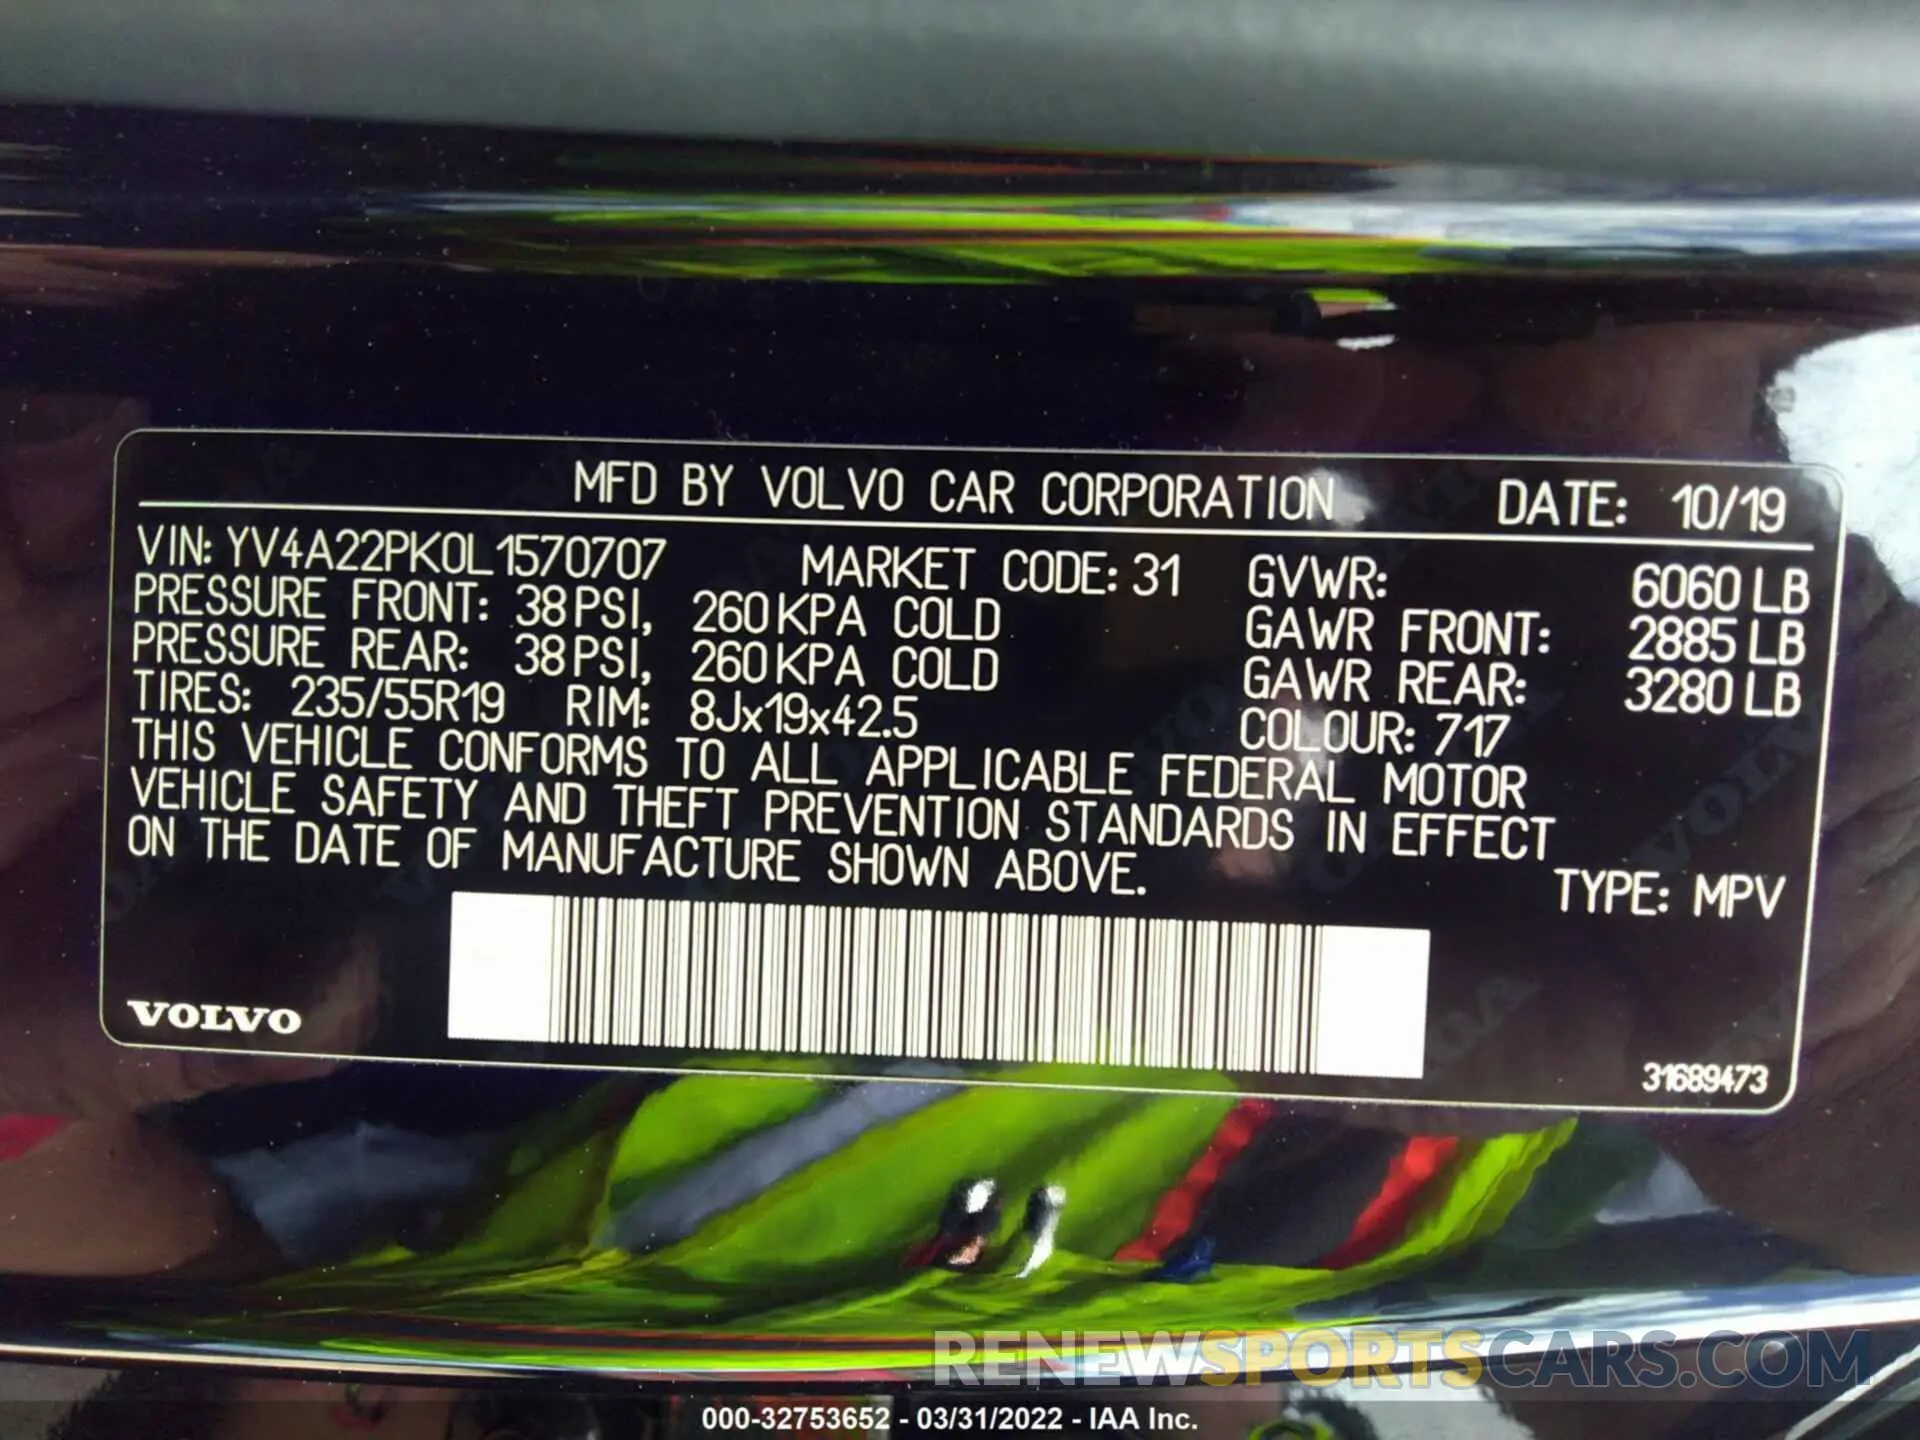 MFD BY VOLVO CAR CORPORATION DATE: 10/19
VIN: YV4A22PK0L1570707 MARKET CODE: 31 GVWR: 6060 LB
PRESSURE FRONT: 38 PSI, 260 KPA COLD GAWR FRONT: 2885 LB
PRESSURE REAR: 38 PSI, 260 KPA COLD GAWR REAR: 3280 LB
TIRES: 235/55R19 RIM: 8Jx19x42.5 COLOUR: 717
THIS VEHICLE CONFORMS TO ALL APPLICABLE FEDERAL MOTOR
VEHICLE SAFETY AND THEFT PREVENTION STANDARDS IN EFFECT
ON THE DATE OF MANUFACTURE SHOWN ABOVE.
TYPE: MPV
VOLVO
31689473
RENEWSPORTSCARS.COM
000-32753652 - 03/31/2022 - IAA Inc.